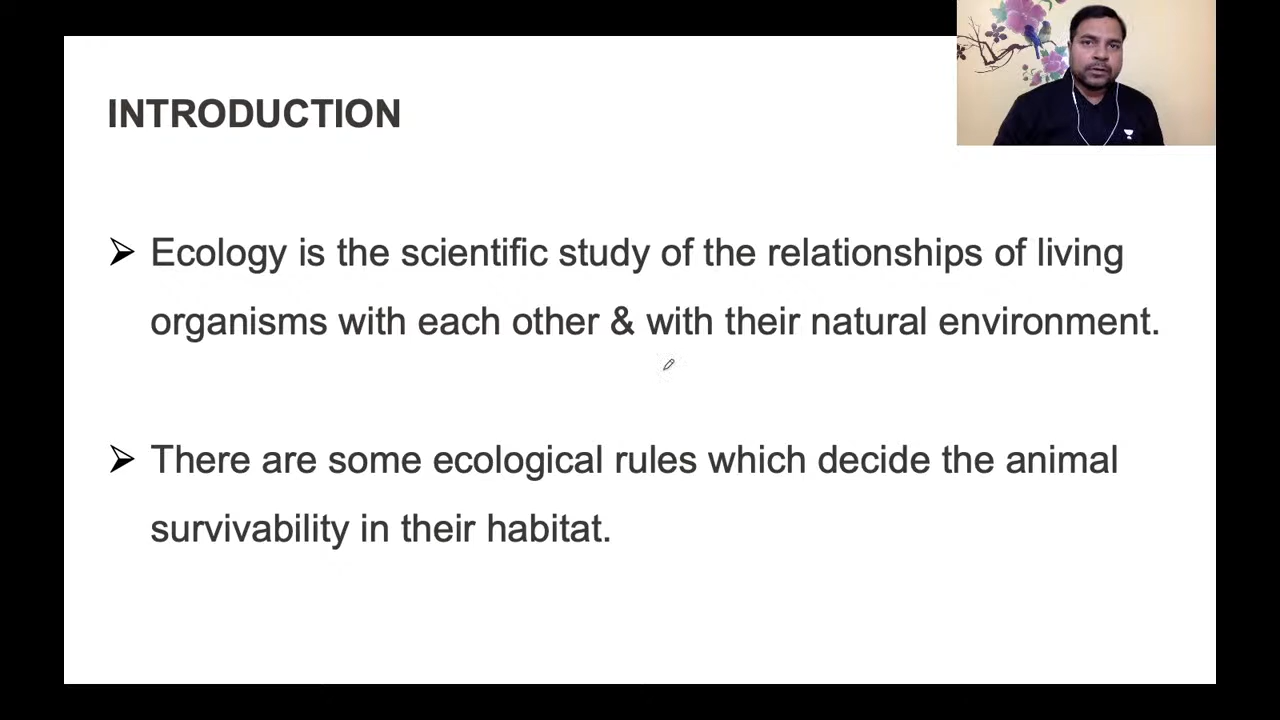 INTRODUCTION
➢ Ecology is the scientific study of the relationships of living
organisms with each other & with their natural environment.
➢ There are some ecological rules which decide the animal
survivability in their habitat.